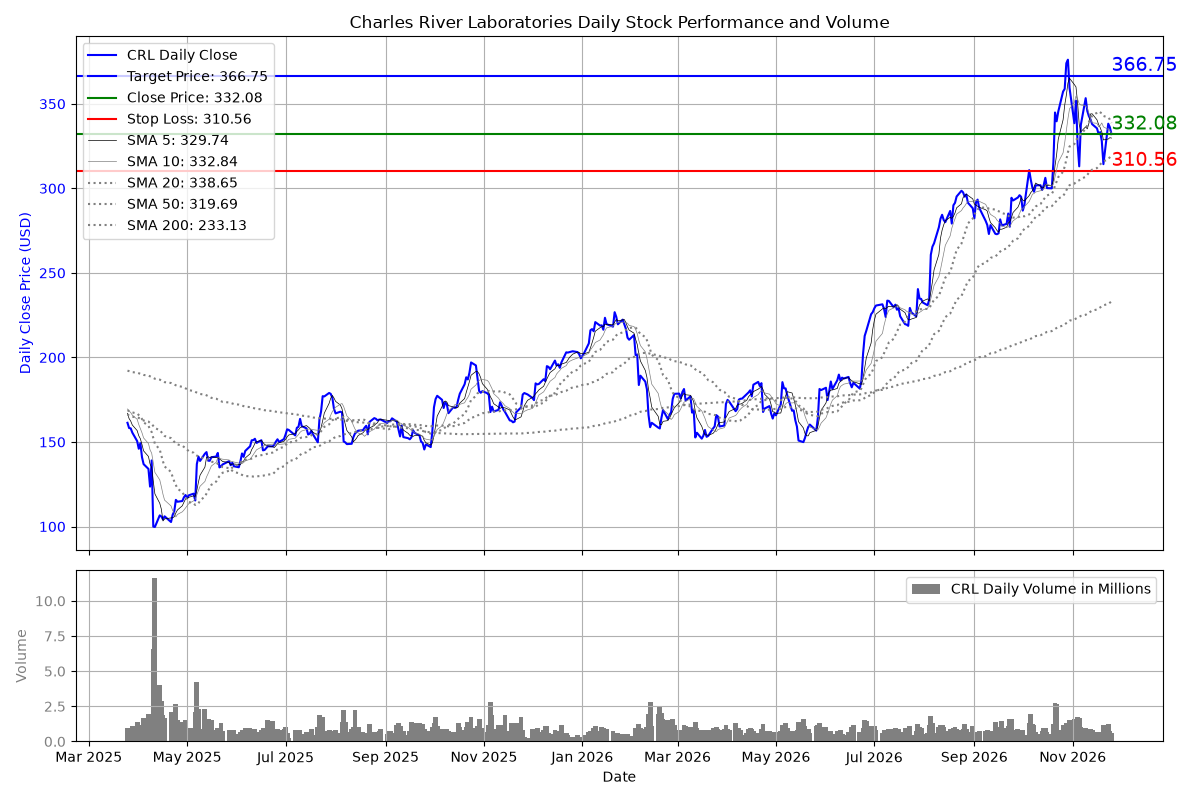 Charles River Laboratories Daily Stock Performance and Volume
CRL Daily Close
Target Price: 366.75
Close Price: 332.08
Stop Loss: 310.56
SMA 5: 329.74
SMA 10: 332.84
SMA 20: 338.65
SMA 50: 319.69
SMA 200: 233.13
366.75
332.08
310.56
Daily Close Price (USD)
350
300
250
200
150
100
CRL Daily Volume in Millions
Volume
10.0
7.5
5.0
2.5
0.0
Mar 2025
May 2025
Jul 2025
Sep 2025
Nov 2025
Jan 2026
Mar 2026
May 2026
Jul 2026
Sep 2026
Nov 2026
Date